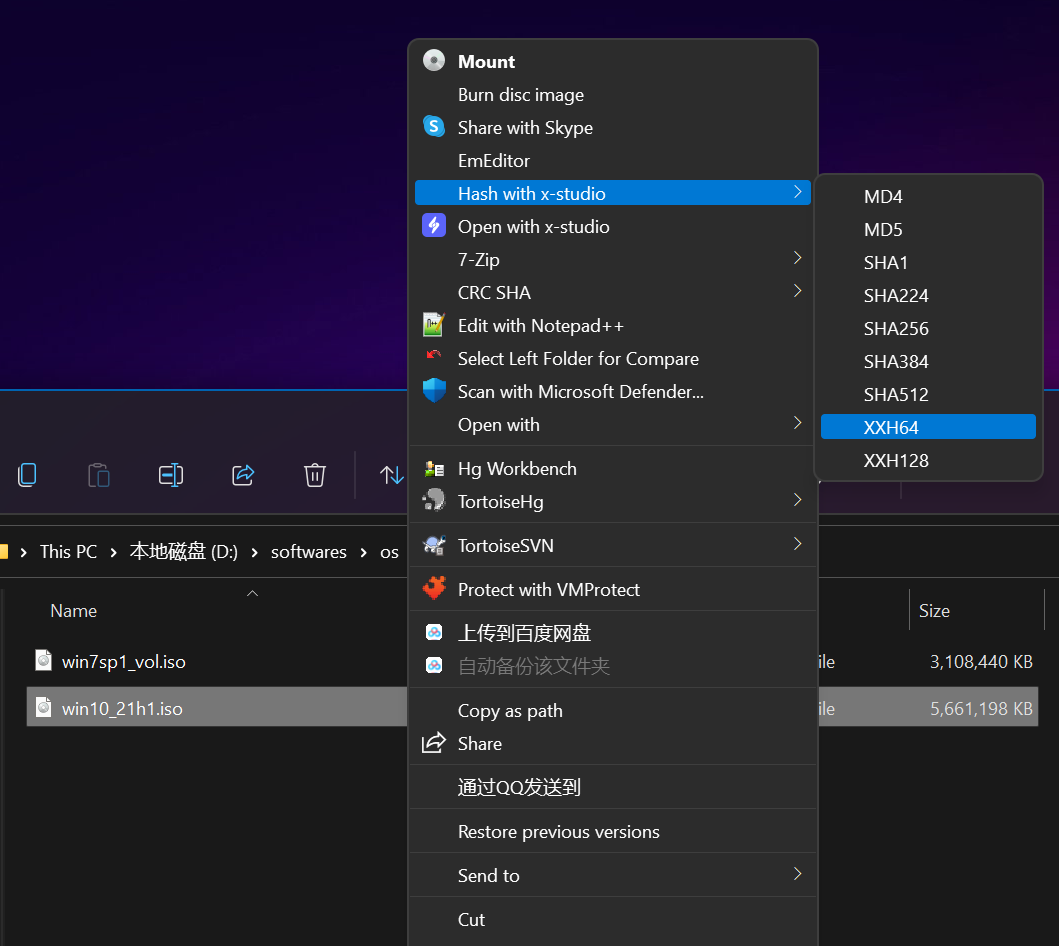 Mount
Burn disc image
Share with Skype
EmEditor
Hash with x-studio
Open with x-studio
7-Zip
CRC SHA
Edit with Notepad++
Select Left Folder for Compare
Scan with Microsoft Defender...
Open with
Hg Workbench
TortoiseHg
TortoiseSVN
Protect with VMProtect
上传到百度网盘
自动备份该文件夹
Copy as path
Share
通过QQ发送到
Restore previous versions
Send to
Cut
MD4
MD5
SHA1
SHA224
SHA256
SHA384
SHA512
XXH64
XXH128
This PC > 本地磁盘 (D:) > softwares > os
Name Size
win7sp1_vol.iso ile 3,108,440 KB
win10_21h1.iso ile 5,661,198 KB